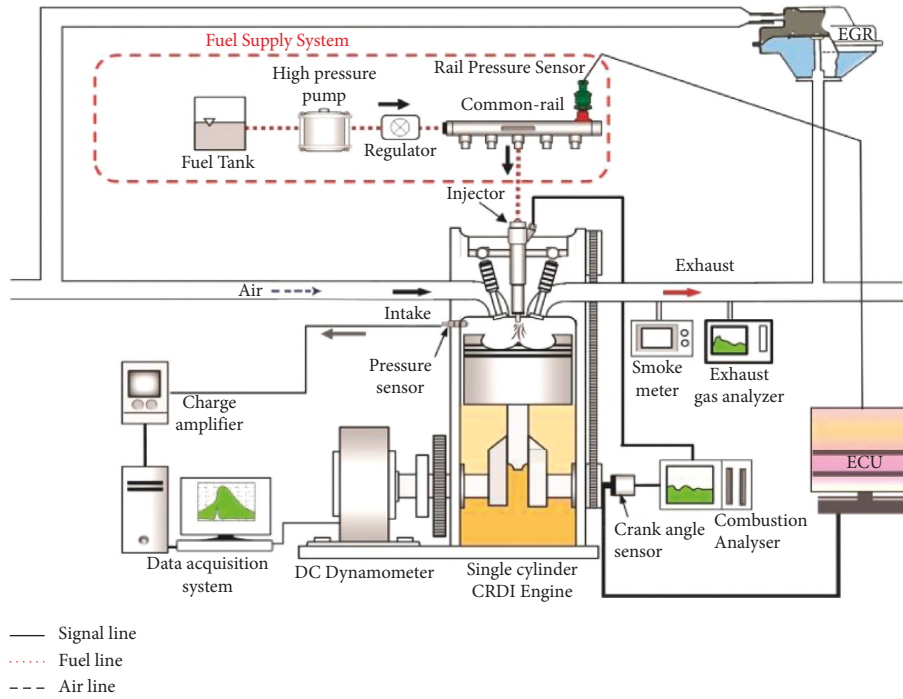 EGR
Fuel Supply System
Rail Pressure Sensor
High pressure
pump
Common-rail
Fuel Tank
Regulator
Injector
Air
Exhaust
Intake
Pressure
sensor
Smoke
meter
Exhaust
gas analyzer
Charge
amplifier
ECU
Crank angle
sensor
Combustion
Analyser
Data acquisition
system
DC Dynamometer
Single cylinder
CRDI Engine
Signal line
Fuel line
Air line